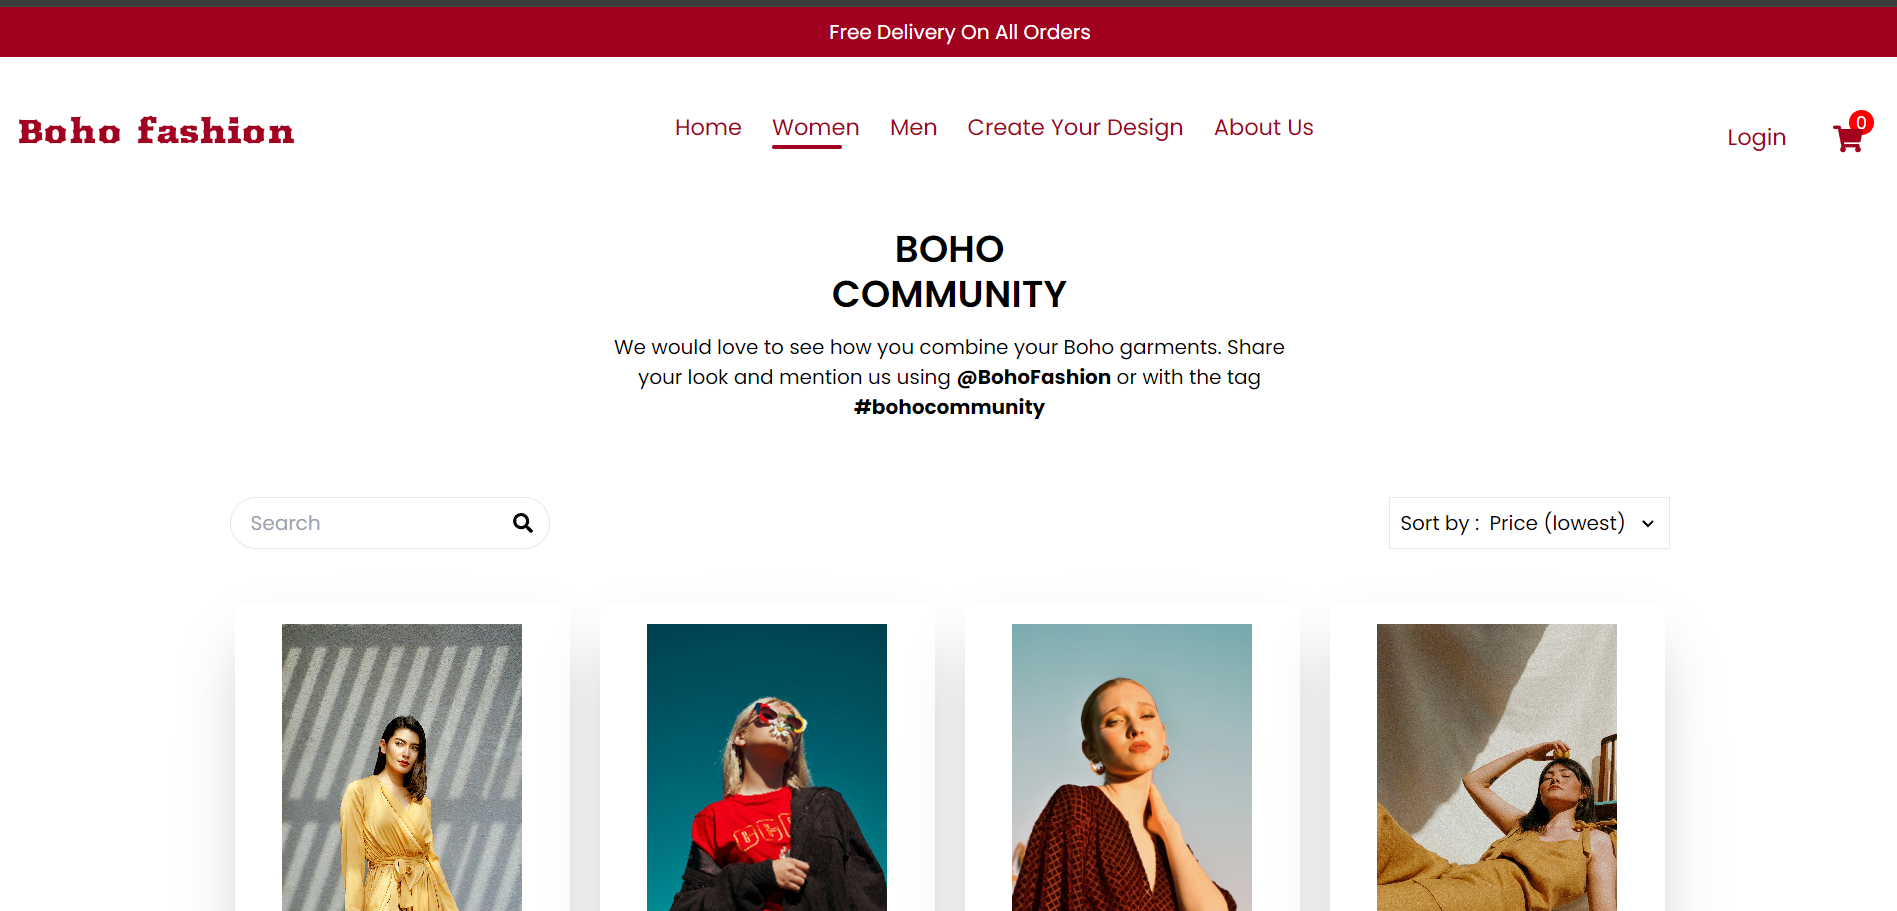 Free Delivery On All Orders
Boho fashion
Home Women Men Create Your Design About Us
Login
0
BOHO
COMMUNITY
We would love to see how you combine your Boho garments. Share
your look and mention us using @BohoFashion or with the tag
#bohocommunity
Search
Sort by : Price (lowest)